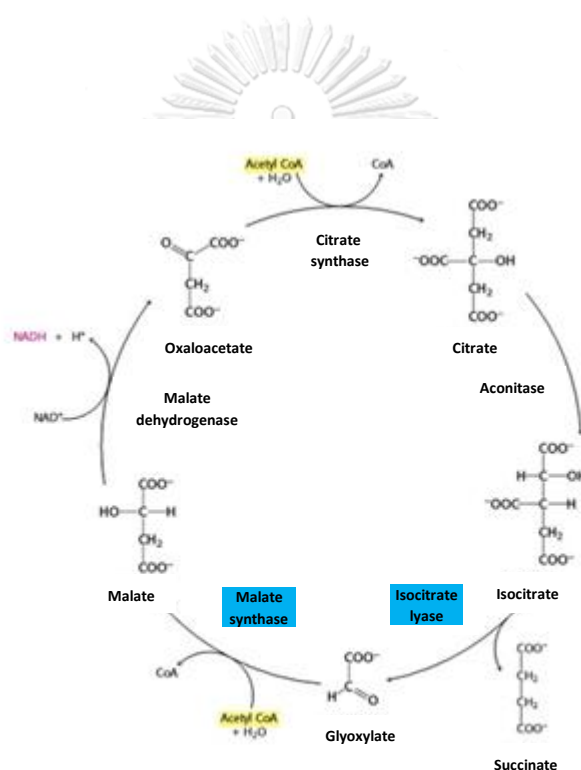 Acetyl CoA
+ H₂O
CoA
COO⁻
CH₂
⁻OOC—C—OH
CH₂
COO⁻
Citrate
synthase
O
C
COO⁻
CH₂
COO⁻
Oxaloacetate
Citrate
NADH + H⁺
Malate
dehydrogenase
Aconitase
NAD⁺
COO⁻
HO—C—H
CH₂
COO⁻
COO⁻
H—C—OH
⁻OOC—C—H
CH₂
COO⁻
Malate
Malate
synthase
Isocitrate
lyase
Isocitrate
CoA
COO⁻
C
H
O
Acetyl CoA
+ H₂O
Glyoxylate
COO⁻
CH₂
CH₂
COO⁻
Succinate